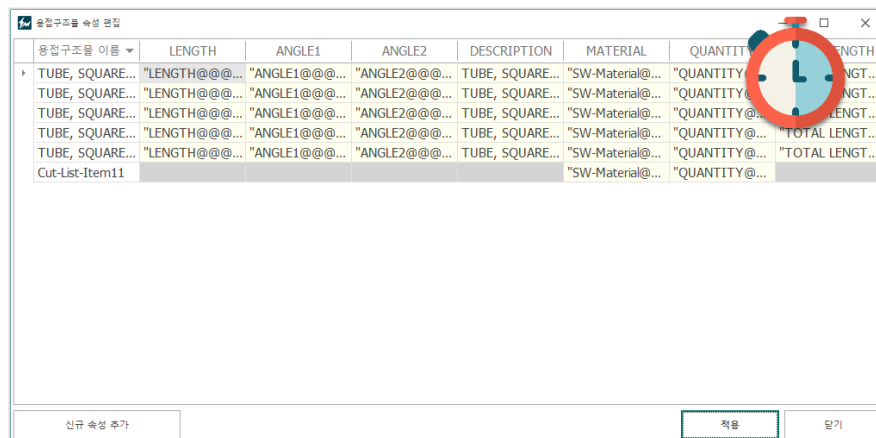 용접구조물 속성 편집
용접구조물 이름 LENGTH ANGLE1 ANGLE2 DESCRIPTION MATERIAL QUANTITY
TUBE, SQUARE... "LENGTH@@@... "ANGLE1@@@... "ANGLE2@@@... TUBE, SQUARE... "SW-Material@...
TUBE, SQUARE... "LENGTH@@@... "ANGLE1@@@... "ANGLE2@@@... TUBE, SQUARE... "SW-Material@...
TUBE, SQUARE... "LENGTH@@@... "ANGLE1@@@... "ANGLE2@@@... TUBE, SQUARE... "SW-Material@...
TUBE, SQUARE... "LENGTH@@@... "ANGLE1@@@... "ANGLE2@@@... TUBE, SQUARE... "SW-Material@... "QUANTITY@... "TOTAL LENGT...
TUBE, SQUARE... "LENGTH@@@... "ANGLE1@@@... "ANGLE2@@@... TUBE, SQUARE... "SW-Material@... "QUANTITY@... "TOTAL LENGT...
Cut-List-Item11 "SW-Material@... "QUANTITY@...
신규 속성 추가 적용 닫기